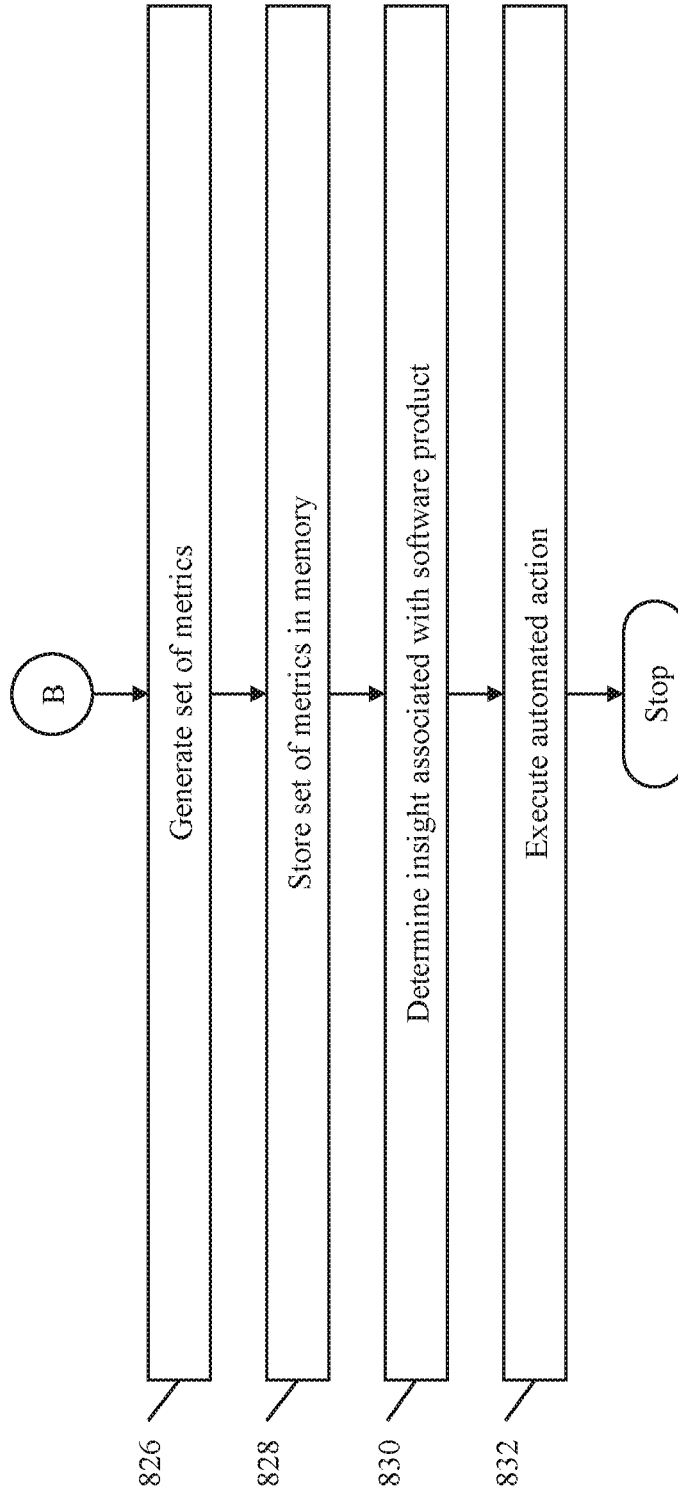 B
826
Generate set of metrics
828
Store set of metrics in memory
830
Determine insight associated with software product
832
Execute automated action
Stop